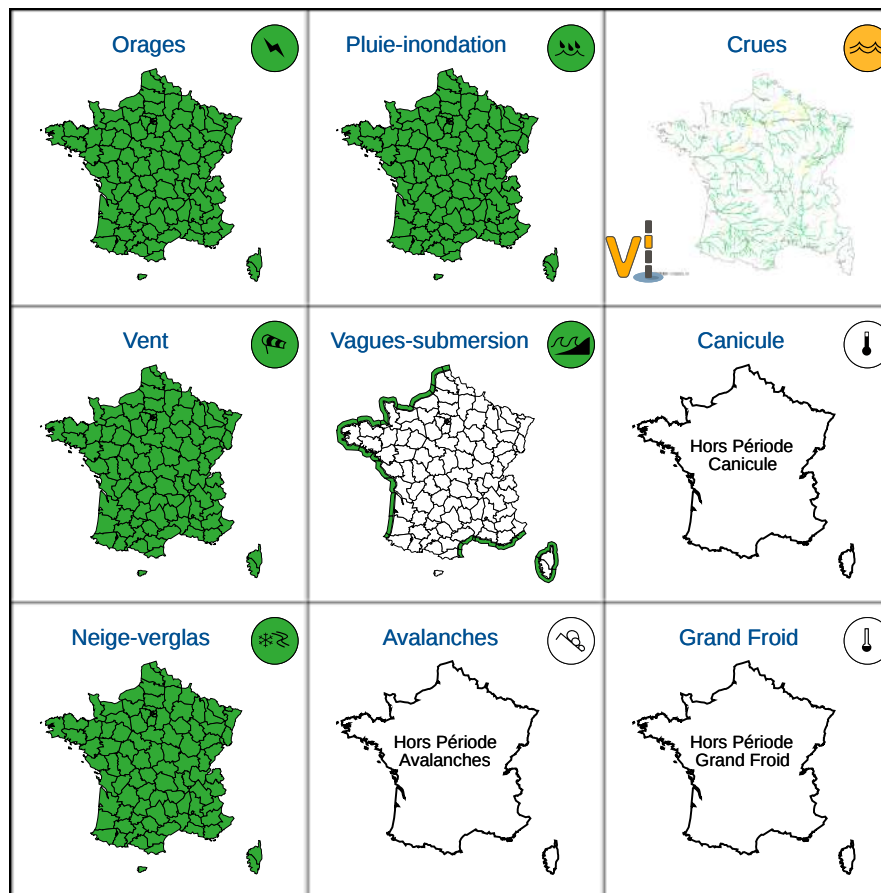 Orages
Pluie-inondation
Crues
Vi
Vent
Vagues-submersion
Canicule
Hors Période
Canicule
Neige-verglas
Avalanches
Hors Période
Avalanches
Grand Froid
Hors Période
Grand Froid